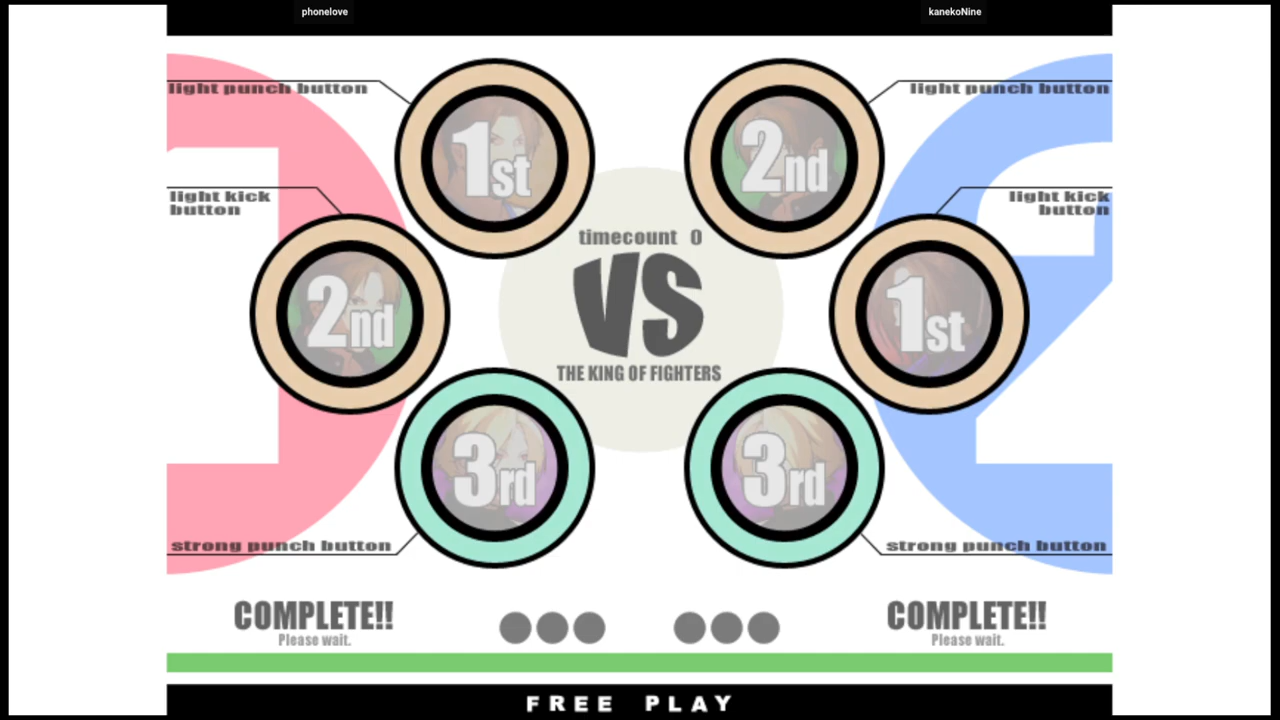 phonelove
kanekoNine
light punch button
light punch button
1st
2nd
light kick
button
light kick
button
timecount 0
VS
THE KING OF FIGHTERS
2nd
1st
3rd
3rd
strong punch button
strong punch button
COMPLETE!!
Please wait.
COMPLETE!!
Please wait.
FREE PLAY